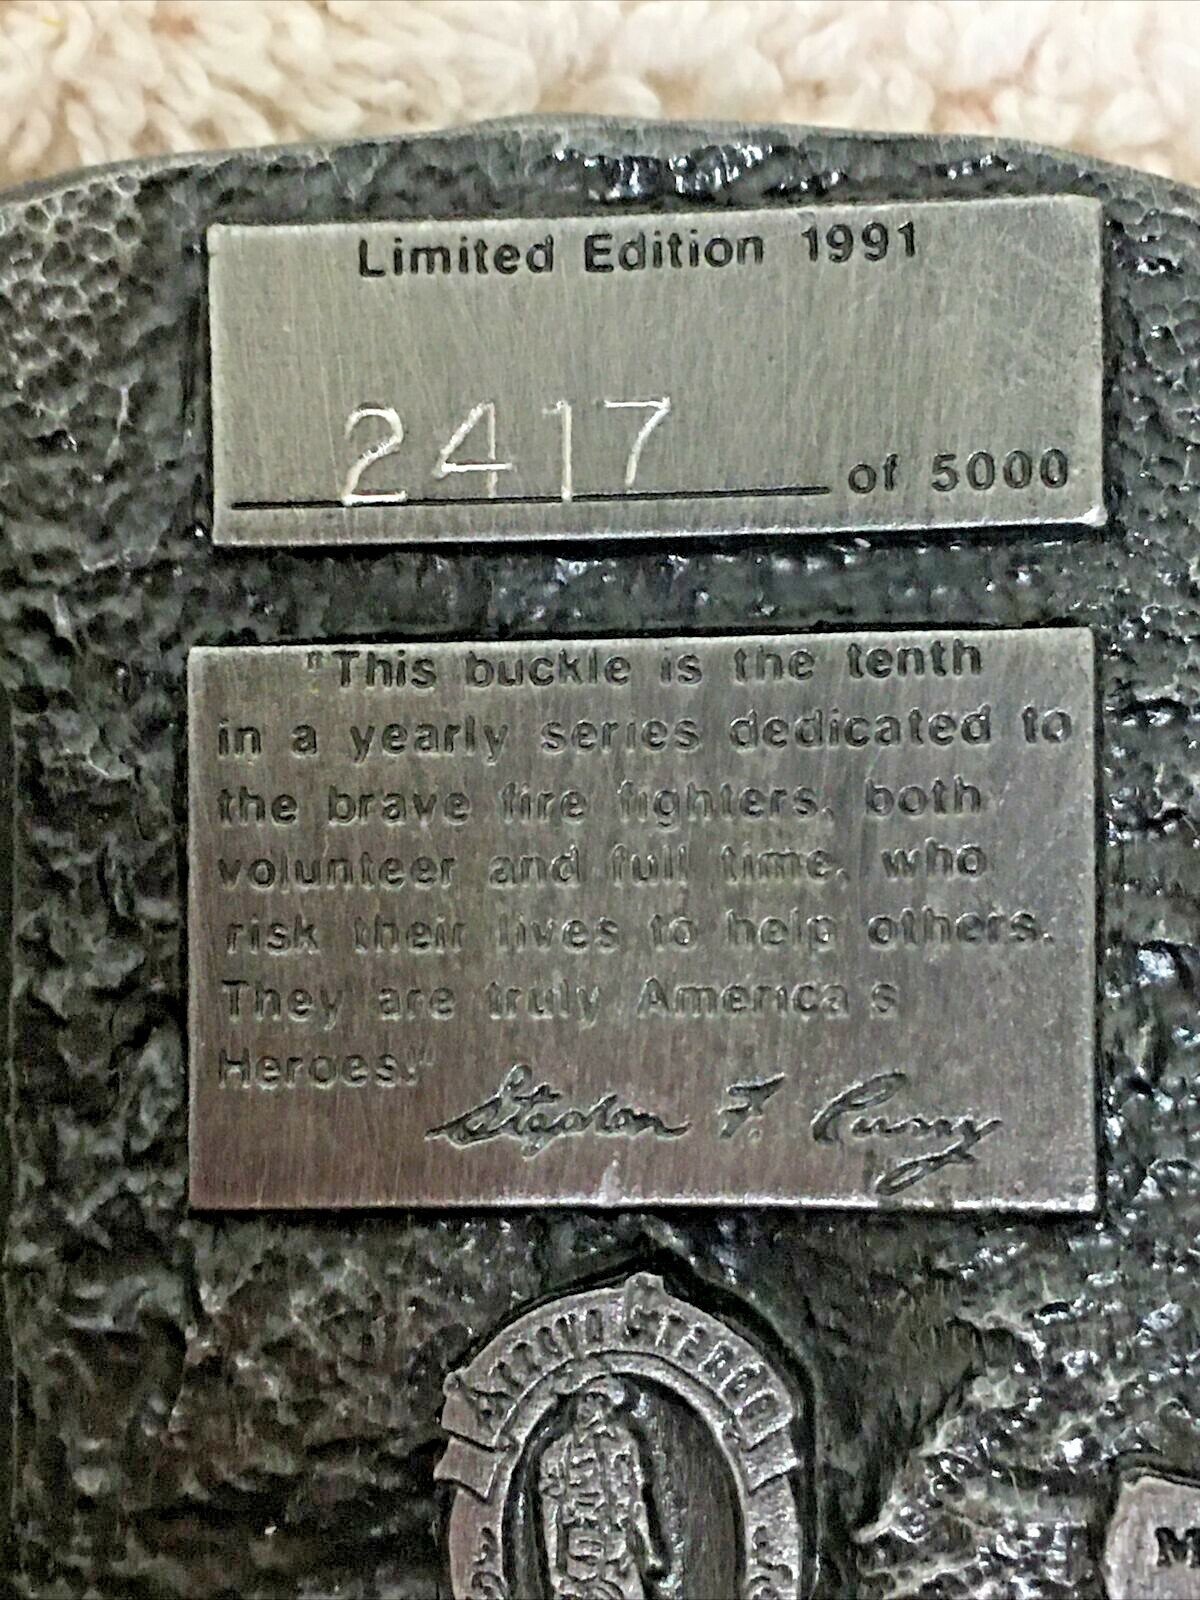 Limited Edition 1991
2417 of 5000
"This buckle is the tenth
in a yearly series dedicated to
the brave fire fighters, both
volunteer and full time, who
risk their lives to help others.
They are truly America's
Heroes."
F.
Arroyo
M